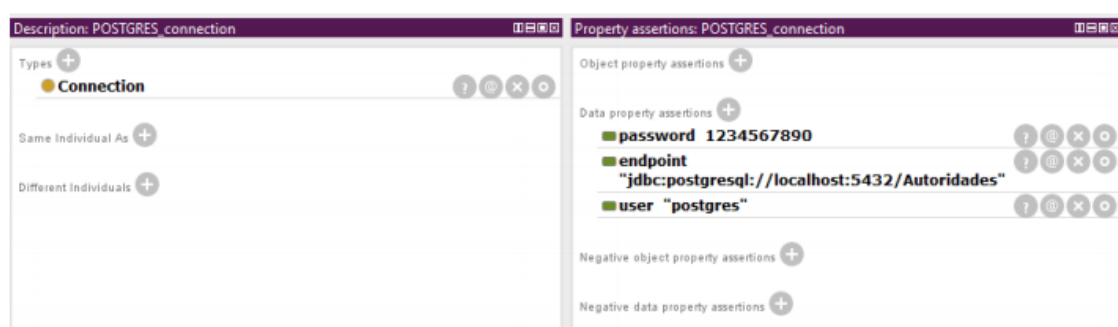 Description: POSTGRES_connection
Types
Connection
Same Individual As
Different Individuals
Property assertions: POSTGRES_connection
Object property assertions
Data property assertions
password 1234567890
endpoint
"jdbc:postgresql://localhost:5432/Autoridades"
user "postgres"
Negative object property assertions
Negative data property assertions